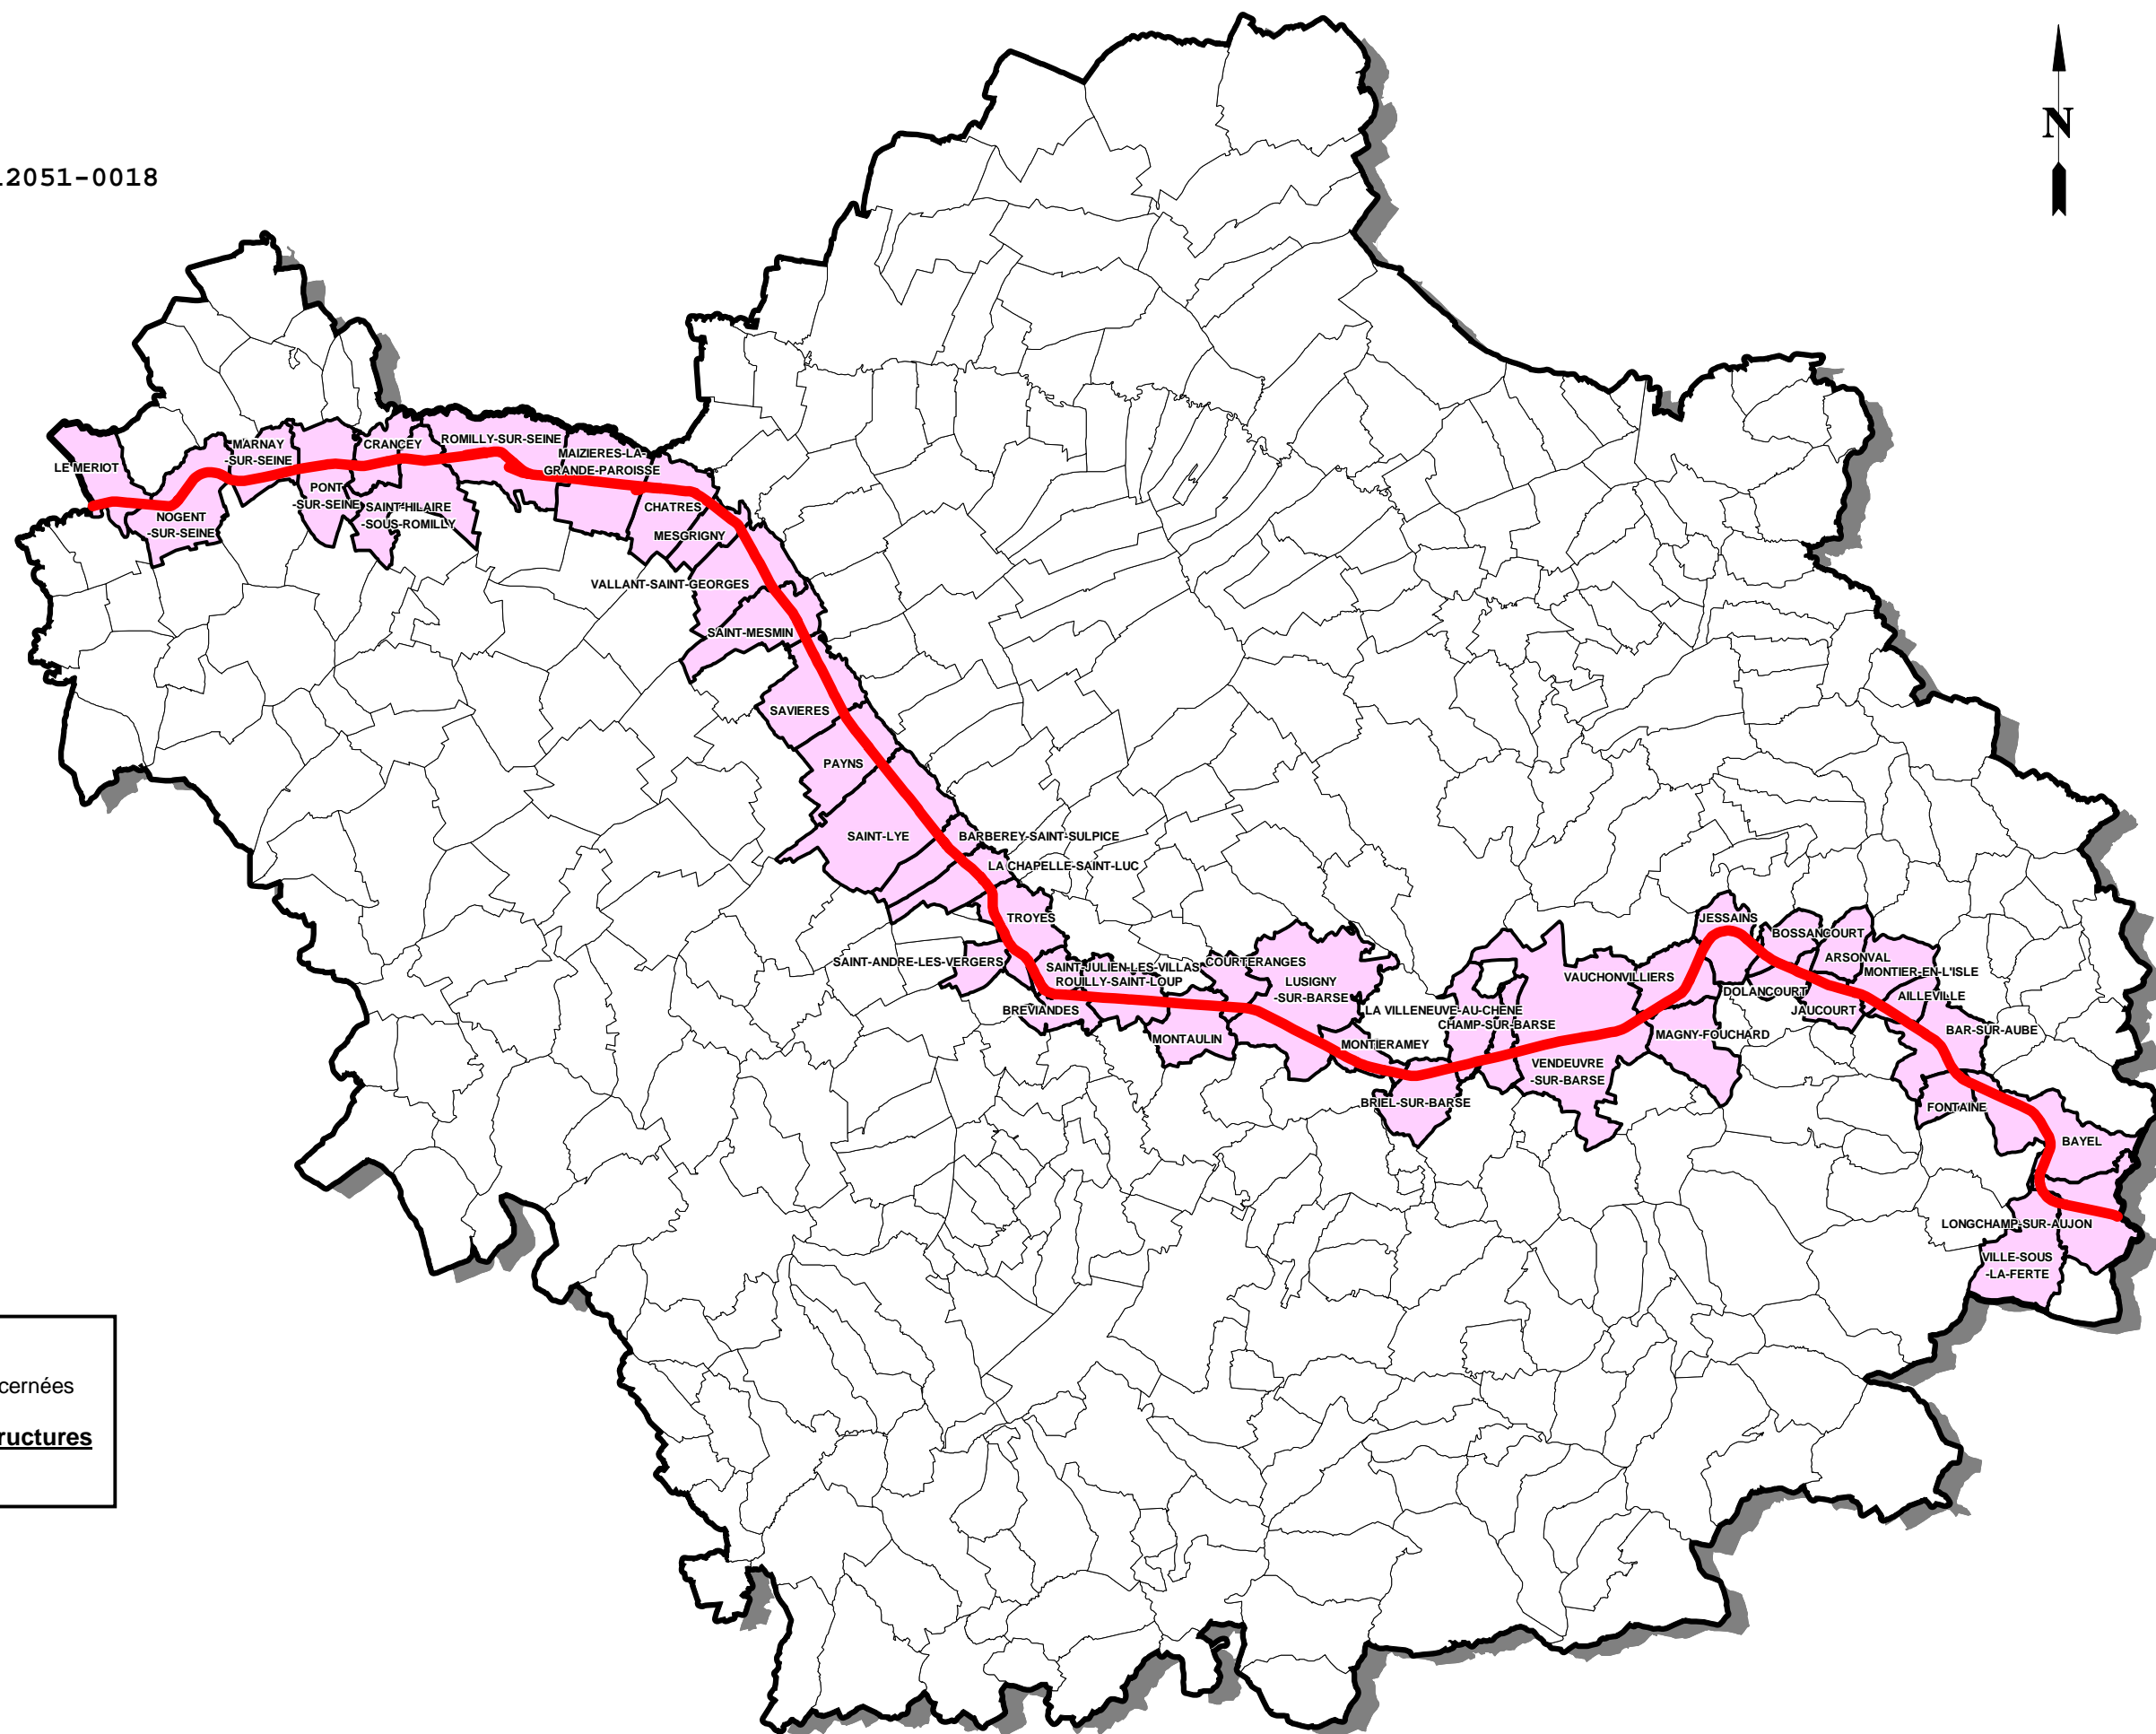 12051-0018
N
LE MERIOT
NOGENT
-SUR-SEINE
MARNAY
-SUR-SEINE
PONT
-SUR-SEINE
CRANCEY
SAINT-HILAIRE
-SOUS-ROMILLY
ROMILLY-SUR-SEINE
MAIZIERES-LA-
GRANDE-PAROISSE
CHATRES
MESGRIGNY
VALLANT-SAINT-GEORGES
SAINT-MESMIN
SAVIERES
PAYNS
SAINT-LYE
BARBEREY-SAINT-SULPICE
LA CHAPELLE-SAINT-LUC
TROYES
SAINT-ANDRE-LES-VERGERS
SAINT-JULIEN-LES-VILLAS
ROUILLY-SAINT-LOUP
BREVIANDES
MONTAULIN
COURTERANGES
LUSIGNY
-SUR-BARSE
MONTIERAMEY
LA VILLENEUVE-AU-CHENE
CHAMP-SUR-BARSE
BRIEL-SUR-BARSE
VENDEUVRE
-SUR-BARSE
VAUCHONVILLIERS
MAGNY-FOUCHARD
JESSAINS
BOSSANCOURT
DOLANCOURT
ARSONVAL
JAUCOURT
MONTIER-EN-L'ISLE
AILLEVILLE
BAR-SUR-AUBE
FONTAINE
BAYEL
LONGCHAMP-SUR-AUJON
VILLE-SOUS
-LA-FERTE
cernées
ructures